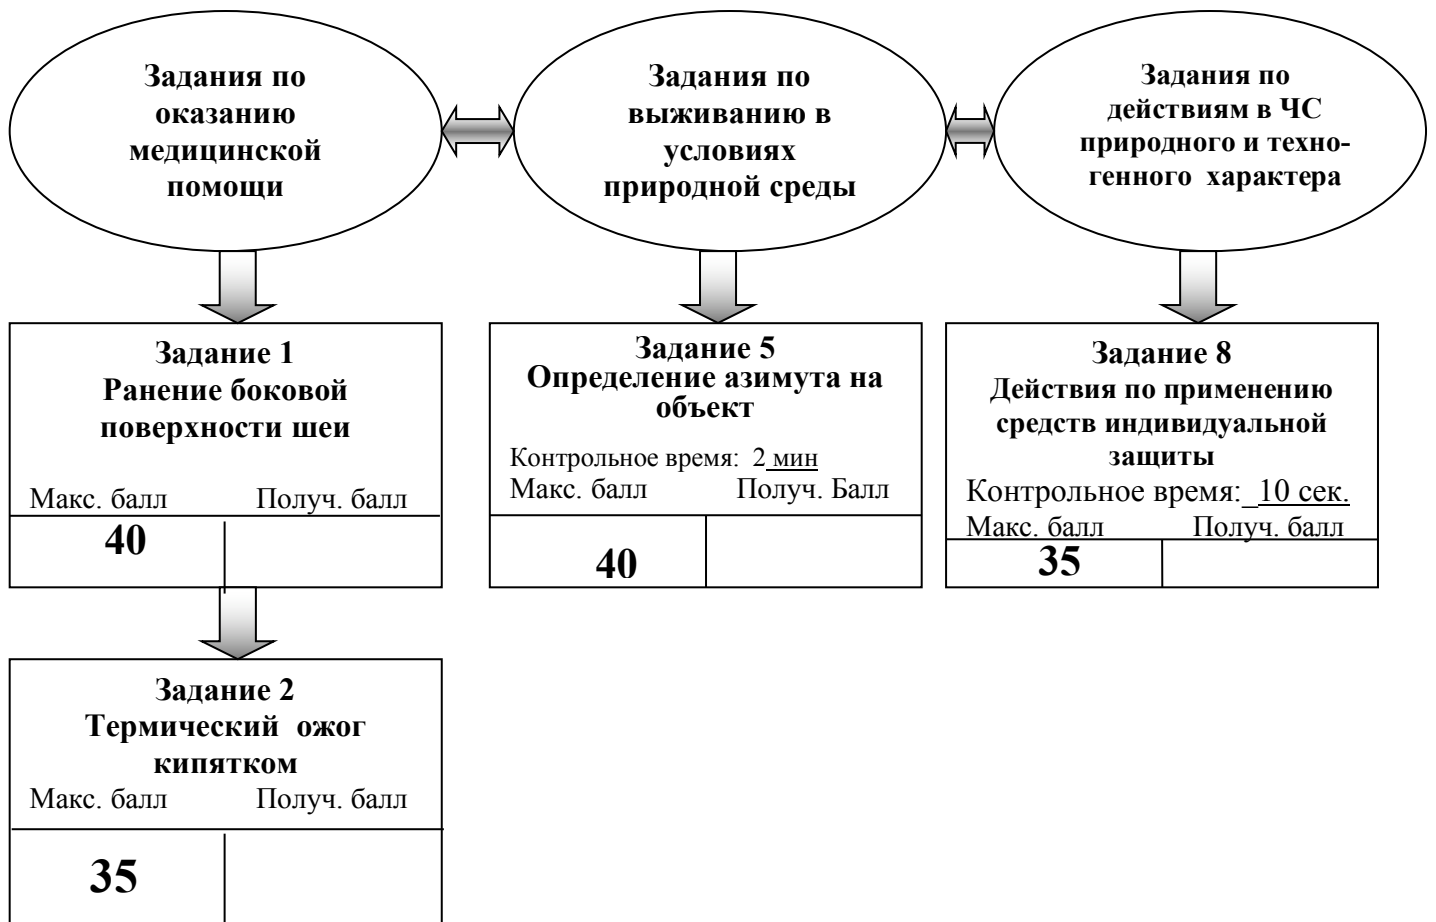 Задания по
оказанию
медицинской
помощи
Задания по
выживанию в
условиях
природной среды
Задания по
действиям в ЧС
природного и техно-
генного характера
Задание 1
Ранение боковой
поверхности шеи
Макс. балл Получ. балл
40
Задание 5
Определение азимута на
объект
Контрольное время: 2 мин
Макс. балл Получ. Балл
40
Задание 8
Действия по применению
средств индивидуальной
защиты
Контрольное время:_10 сек.
Макс. балл Получ. балл
35
Задание 2
Термический ожог
кипятком
Макс. балл Получ. балл
35